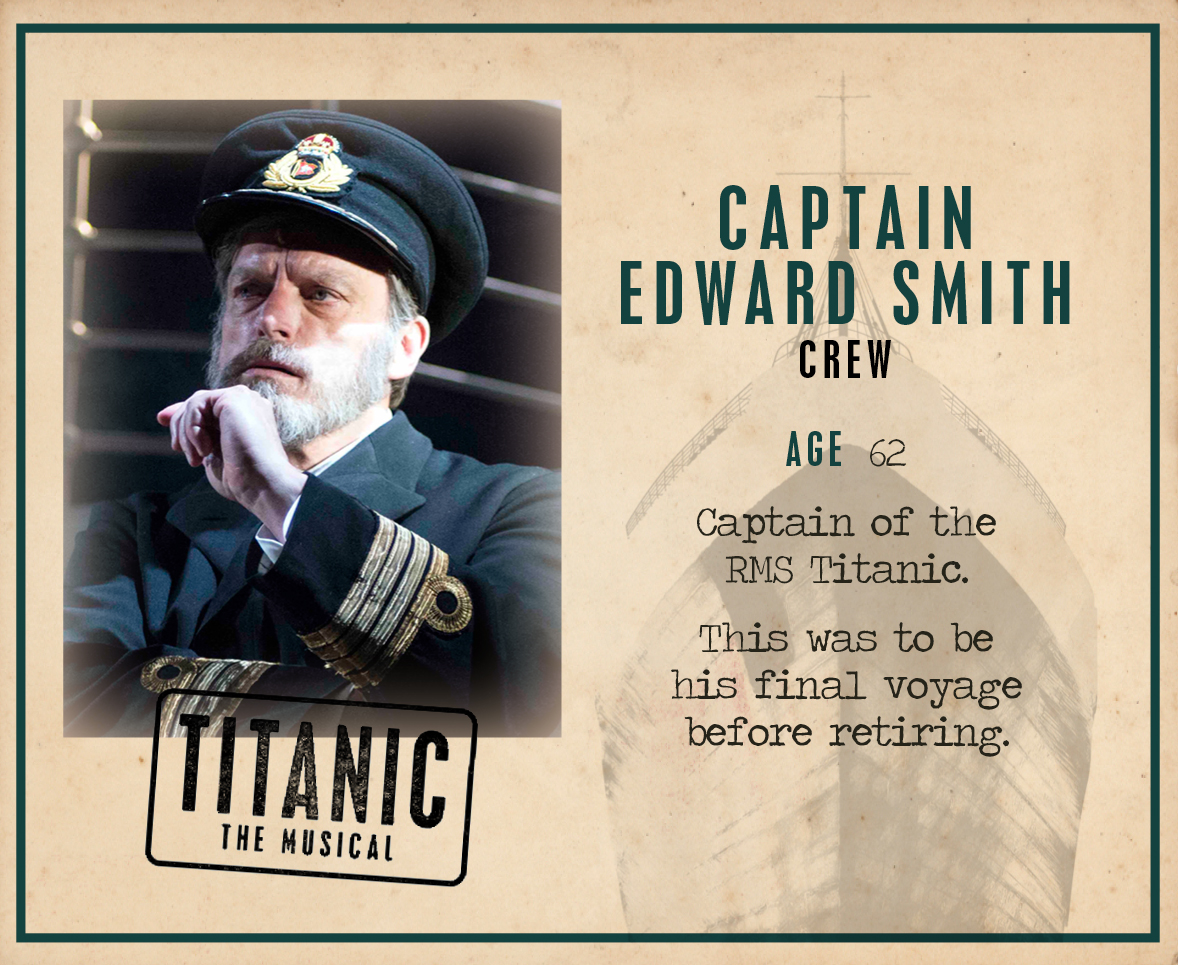 CAPTAIN
EDWARD SMITH
CREW
AGE 62
Captain of the
RMS Titanic.
This was to be
his final voyage
before retiring.
TITANIC
THE MUSICAL